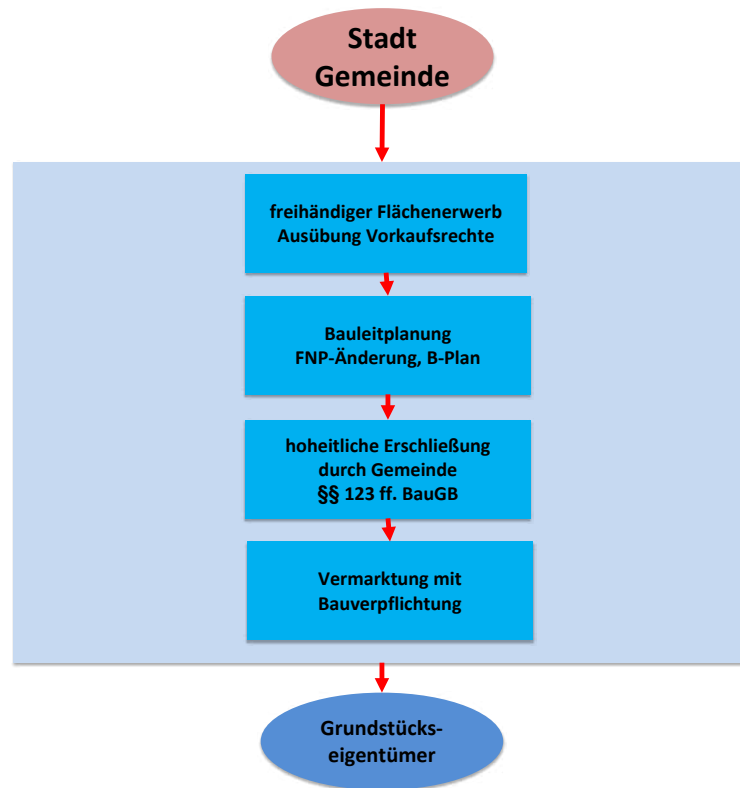 Stadt
Gemeinde
freihändiger Flächenerwerb
Ausübung Vorkaufsrechte
Bauleitplanung
FNP-Änderung, B-Plan
hoheitliche Erschließung
durch Gemeinde
§§ 123 ff. BauGB
Vermarktung mit
Bauverpflichtung
Grundstücks-
eigentümer